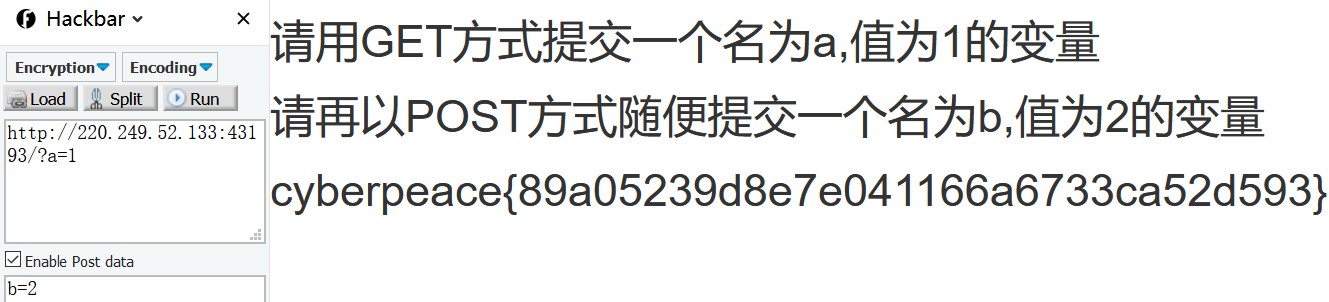 Hackbar
Encryption
Encoding
Load
Split
Run
http://220.249.52.133:431
93/?a=1
Enable Post data
b=2
请用GET方式提交一个名为a,值为1的变量
请再以POST方式随便提交一个名为b,值为2的变量
cyberpeace{89a05239d8e7e041166a6733ca52d593}